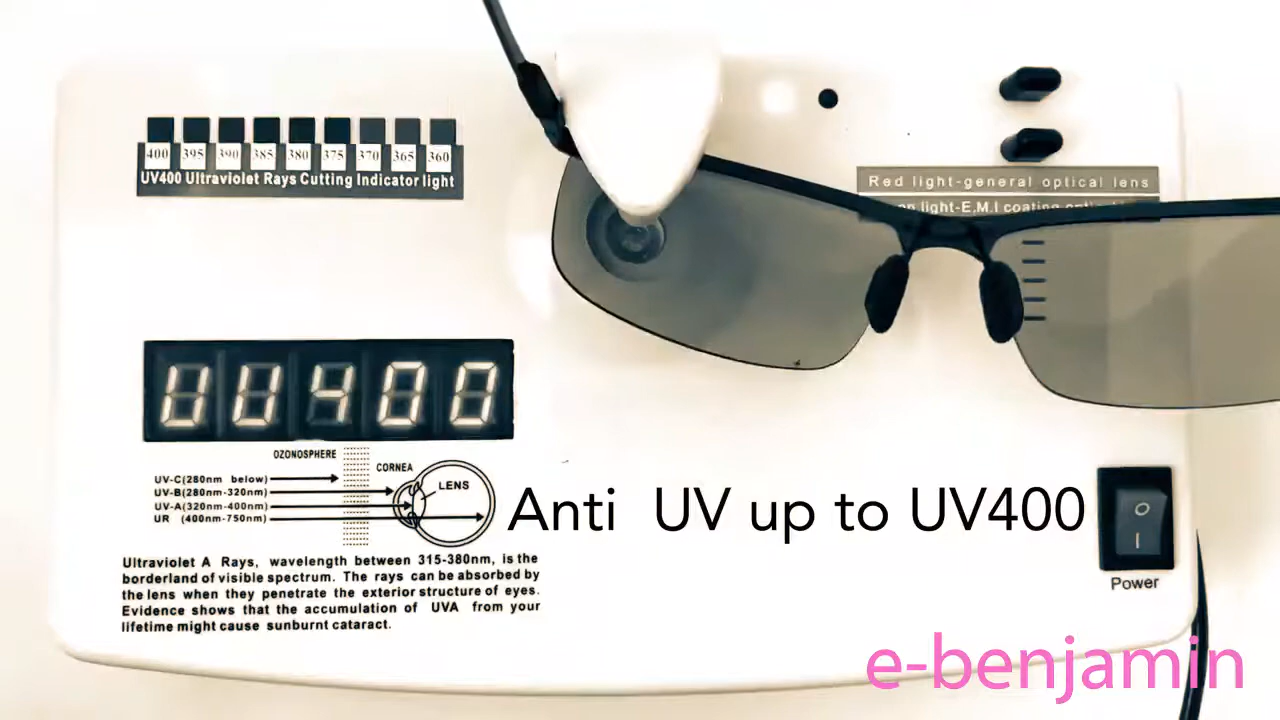 400 395 390 385 380 375 370 365 360
UV400 Ultraviolet Rays Cutting Indicator light
Red light-general optical lens
light-E.M.I coating
UV400
OZONOSPHERE
CORNEA
LENS
UV-C(280nm below)
UV-B(280nm-320nm)
UV-A(320nm-400nm)
UR (400nm-750nm)
Anti UV up to UV400
O
I
Power
Ultraviolet A Rays, wavelength between 315-380nm, is the
borderland of visible spectrum. The rays can be absorbed by
the lens when they penetrate the exterior structure of eyes.
Evidence shows that the accumulation of UVA from your
lifetime might cause sunburnt cataract.
e-benjamin